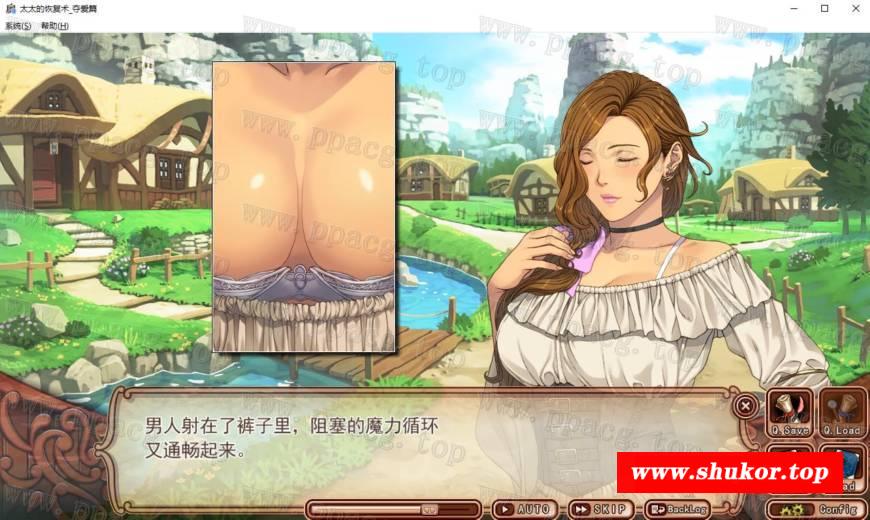 太太的恢复术_夺爱篇
系统(S) 帮助(H)
www.ppacg.top
男人射在了裤子里，阻塞的魔力循环
又通畅起来。
Q.Save Q.Load
www.shukor.top
AUTO SKIP BackLog Config